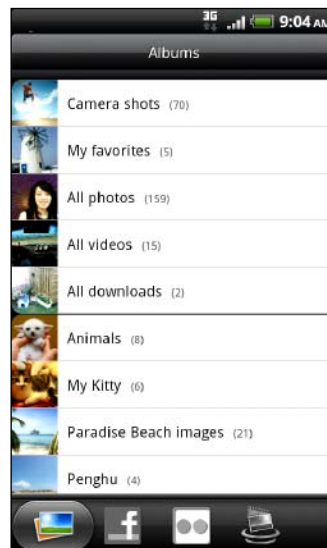 3G 9:04 AM
Albums
Camera shots (70)
My favorites (5)
All photos (159)
All videos (15)
All downloads (2)
Animals (8)
My Kitty (6)
Paradise Beach images (21)
Penghu (4)
f